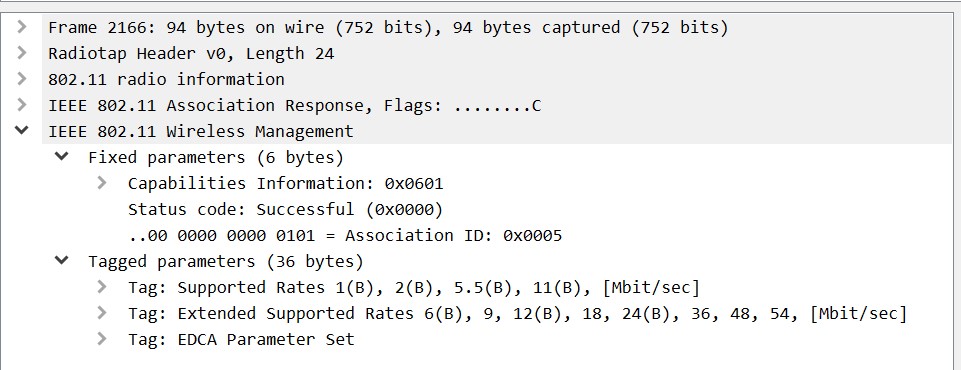 Frame 2166: 94 bytes on wire (752 bits), 94 bytes captured (752 bits)
Radiotap Header v0, Length 24
802.11 radio information
IEEE 802.11 Association Response, Flags: ........C
IEEE 802.11 Wireless Management
Fixed parameters (6 bytes)
Capabilities Information: 0x0601
Status code: Successful (0x0000)
..00 0000 0000 0101 = Association ID: 0x0005
Tagged parameters (36 bytes)
Tag: Supported Rates 1(B), 2(B), 5.5(B), 11(B), [Mbit/sec]
Tag: Extended Supported Rates 6(B), 9, 12(B), 18, 24(B), 36, 48, 54, [Mbit/sec]
Tag: EDCA Parameter Set